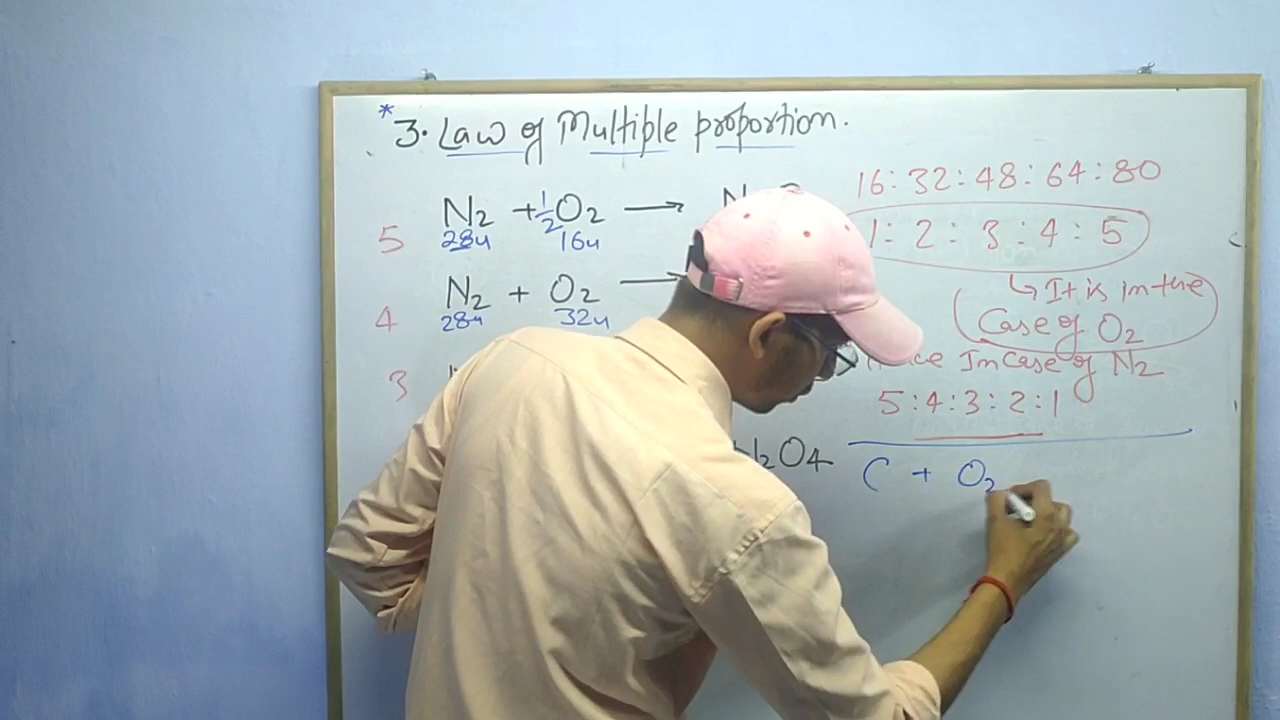 * 3. Law of Multiple proportion.
5 N₂ + ½O₂ → N
28u 16u
4 N₂ + O₂ →
28u 32u
3
N₂O₄
16 : 32 : 48 : 64 : 80
1 : 2 : 3 : 4 : 5
↳ It is in the
Case of O₂
In Case of N₂
5 : 4 : 3 : 2 : 1
C + O₂